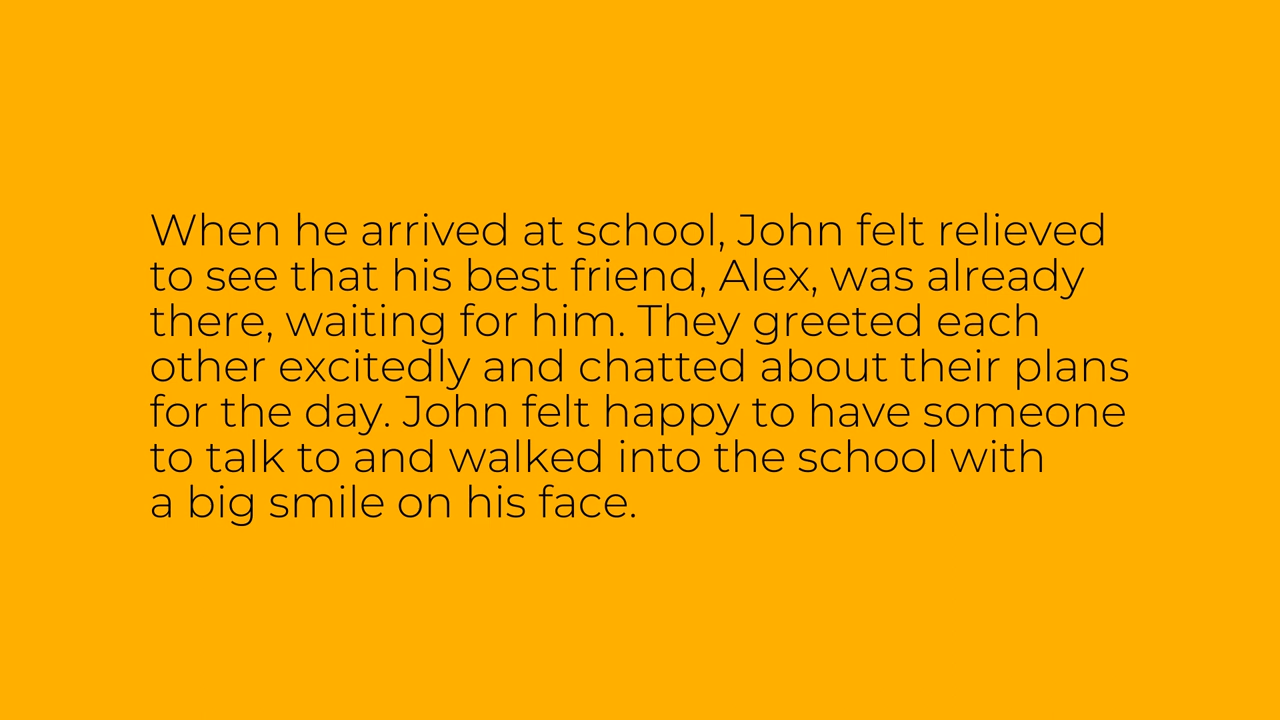 When he arrived at school, John felt relieved
to see that his best friend, Alex, was already
there, waiting for him. They greeted each
other excitedly and chatted about their plans
for the day. John felt happy to have someone
to talk to and walked into the school with
a big smile on his face.